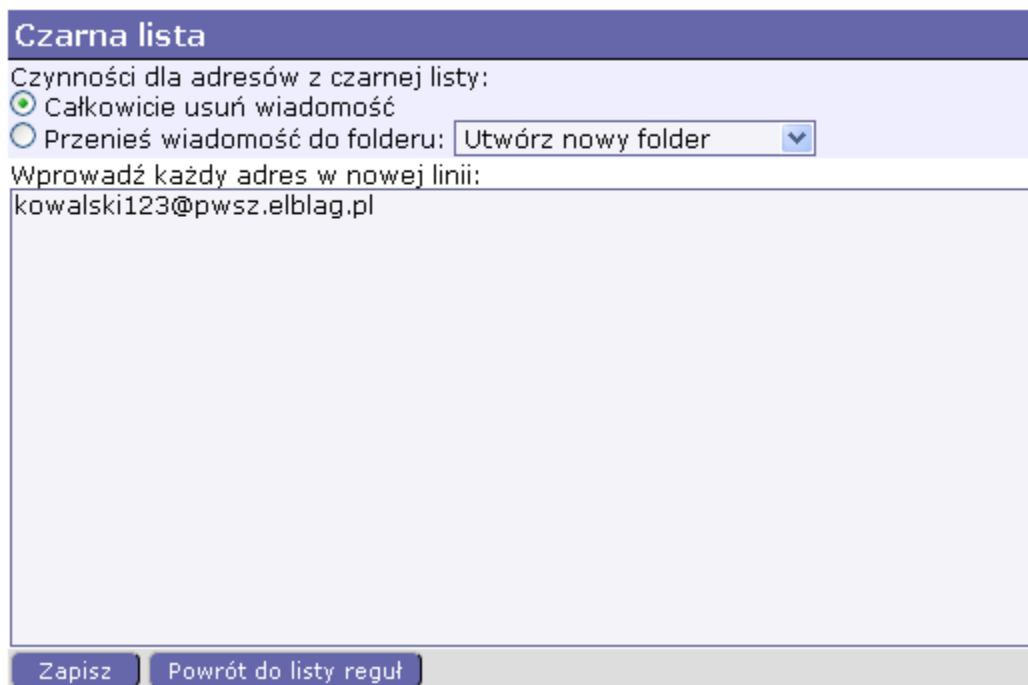 Czarna lista
Czynności dla adresów z czarnej listy:
Całkowicie usuń wiadomość
Przenieś wiadomość do folderu: Utwórz nowy folder
Wprowadź każdy adres w nowej linii:
kowalski123@pwsz.elblag.pl
Zapisz Powrót do listy reguł